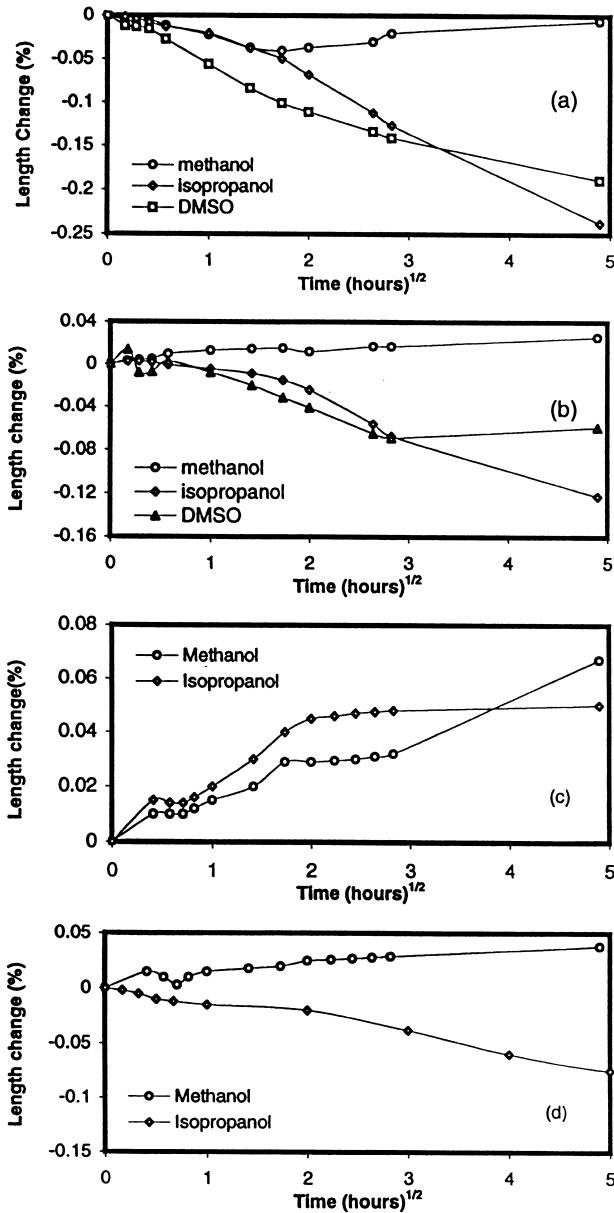 0
-0.05
-0.1
-0.15
-0.2
-0.25
Length Change (%)
(a)
methanol
isopropanol
DMSO
0 1 2 3 4 5
Time (hours)1/2
0.04
0
-0.04
-0.08
-0.12
-0.16
Length change (%)
(b)
methanol
isopropanol
DMSO
0 1 2 3 4 5
Time (hours)1/2
0.08
0.06
0.04
0.02
0
Length change(%)
Methanol
Isopropanol
(c)
0 1 2 3 4 5
Time (hours)1/2
0.05
0
-0.05
-0.1
-0.15
Length change (%)
Methanol
Isopropanol
(d)
0 1 2 3 4 5
Time (hours)1/2